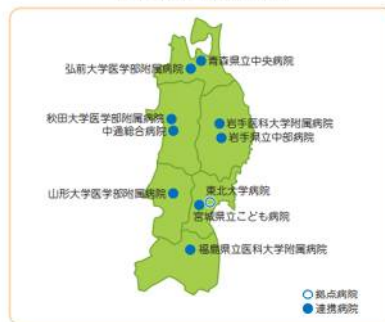 青森県立中央病院
弘前大学医学部附属病院
秋田大学医学部附属病院
中通総合病院
岩手医科大学附属病院
岩手県立中部病院
山形大学医学部附属病院
東北大学病院
宮城県立こども病院
福島県立医科大学附属病院
拠点病院
連携病院